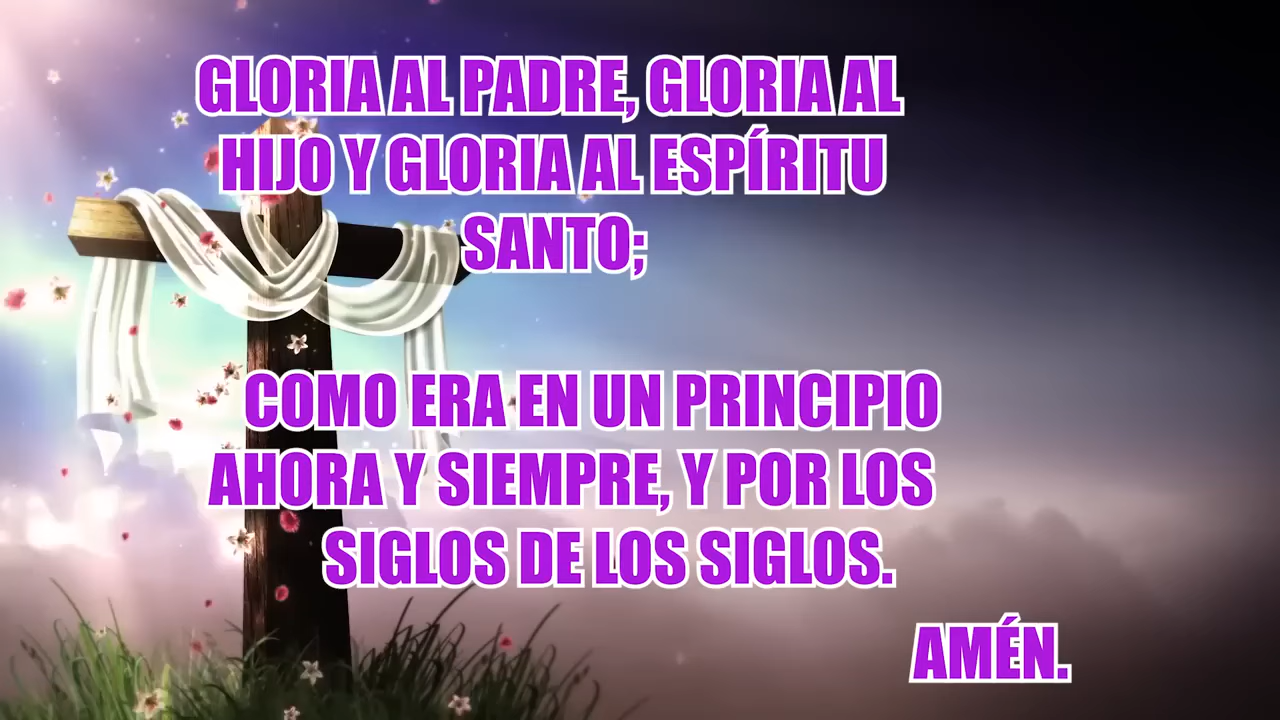 GLORIA AL PADRE, GLORIA AL
HIJO Y GLORIA AL ESPÍRITU
SANTO;
COMO ERA EN UN PRINCIPIO
AHORA Y SIEMPRE, Y POR LOS
SIGLOS DE LOS SIGLOS.
AMÉN.